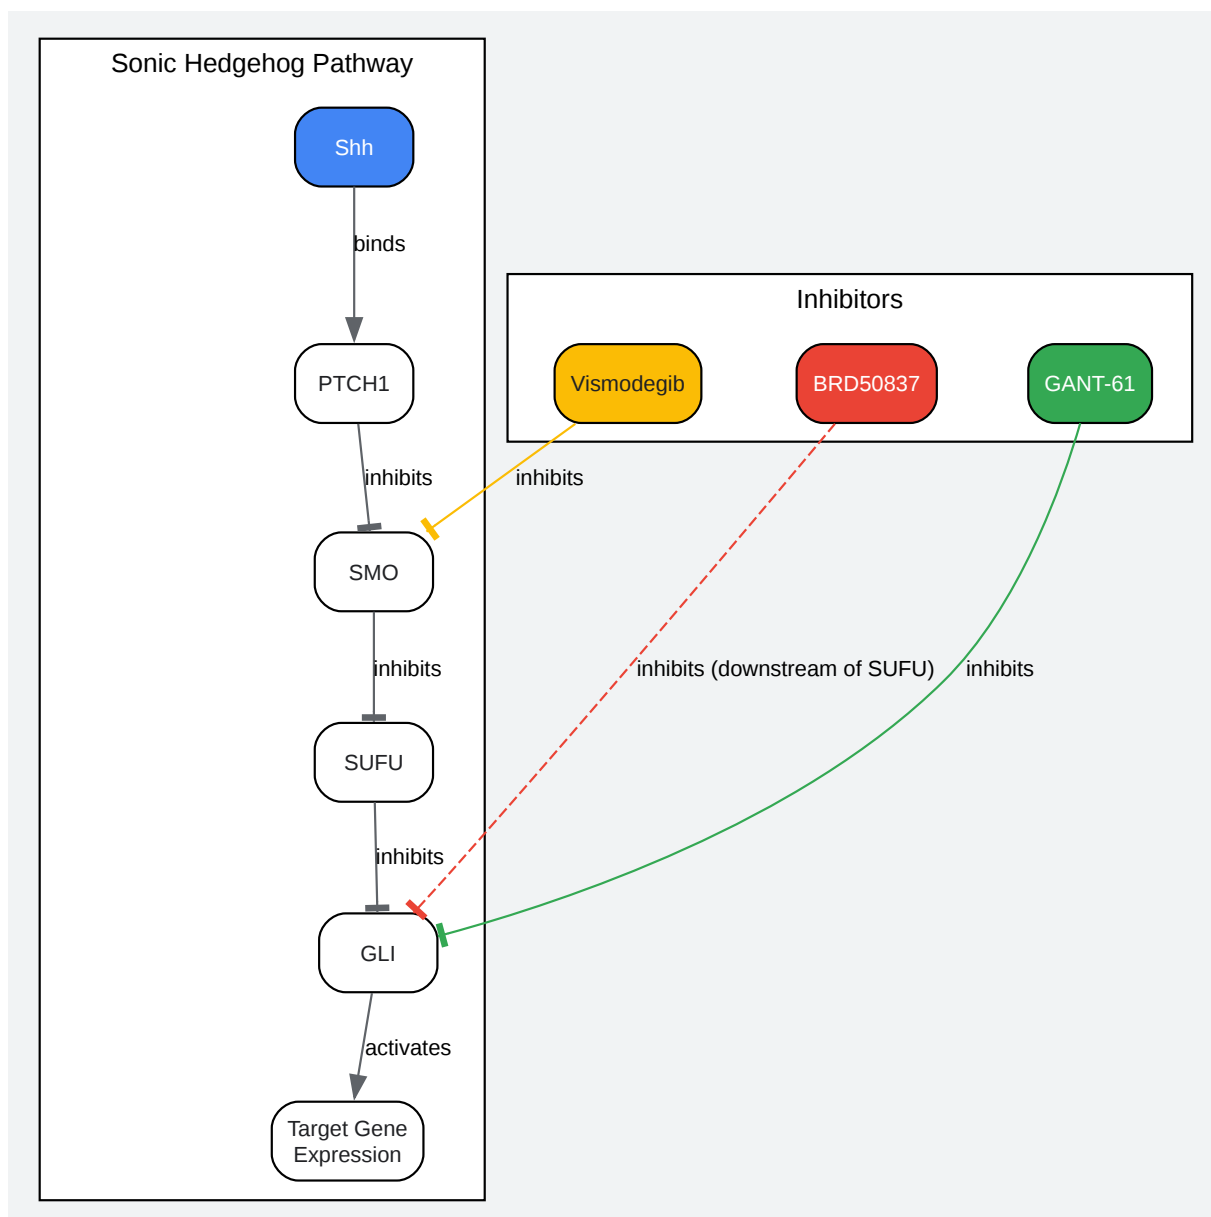 Sonic Hedgehog Pathway
Shh
binds
Inhibitors
PTCH1
Vismodegib
BRD50837
GANT-61
inhibits
inhibits
SMO
inhibits
inhibits (downstream of SUFU)
inhibits
SUFU
inhibits
GLI
activates
Target Gene
Expression